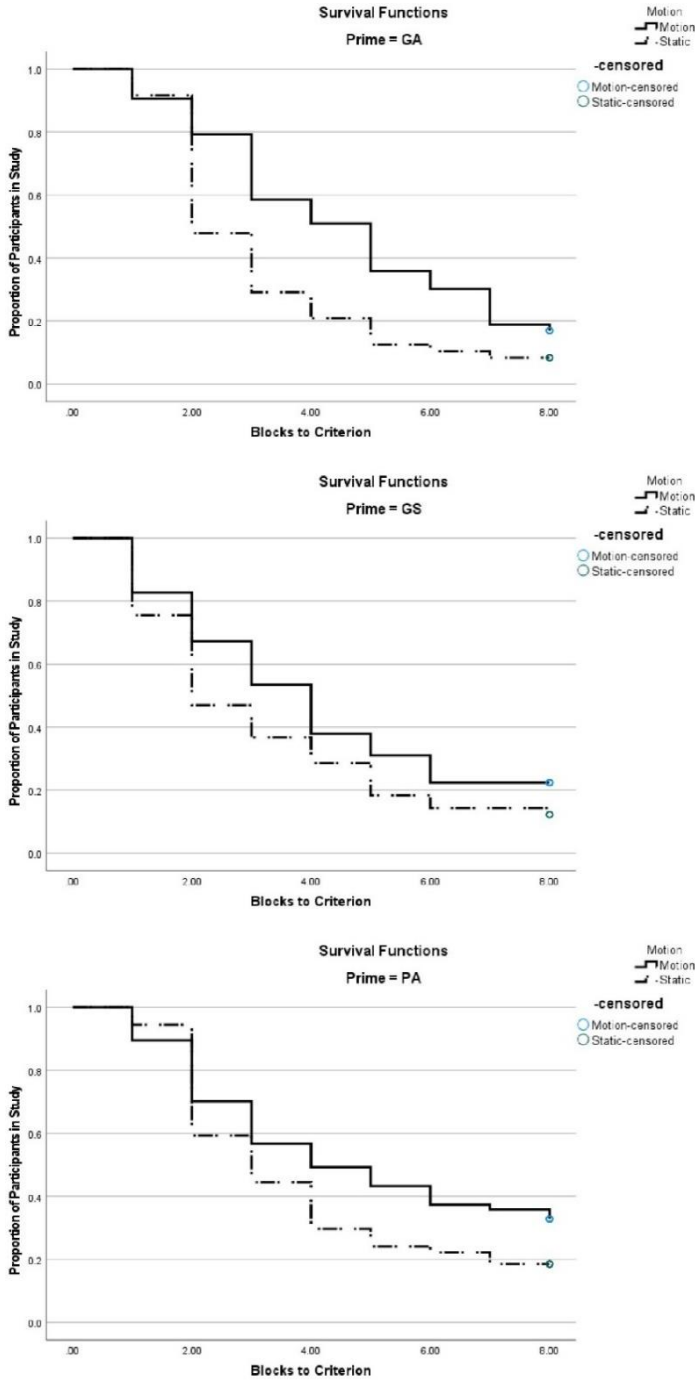 Survival Functions
Prime = GA
Motion
Motion
-Static
-censored
Motion-censored
Static-censored
Proportion of Participants in Study
1.0
0.8
0.6
0.4
0.2
0.0
.00 2.00 4.00 6.00 8.00
Blocks to Criterion
Survival Functions
Prime = GS
Motion
Motion
-Static
-censored
Motion-censored
Static-censored
Proportion of Participants in Study
1.0
0.8
0.6
0.4
0.2
0.0
.00 2.00 4.00 6.00 8.00
Blocks to Criterion
Survival Functions
Prime = PA
Motion
Motion
-Static
-censored
Motion-censored
Static-censored
Proportion of Participants in Study
1.0
0.8
0.6
0.4
0.2
0.0
.00 2.00 4.00 6.00 8.00
Blocks to Criterion